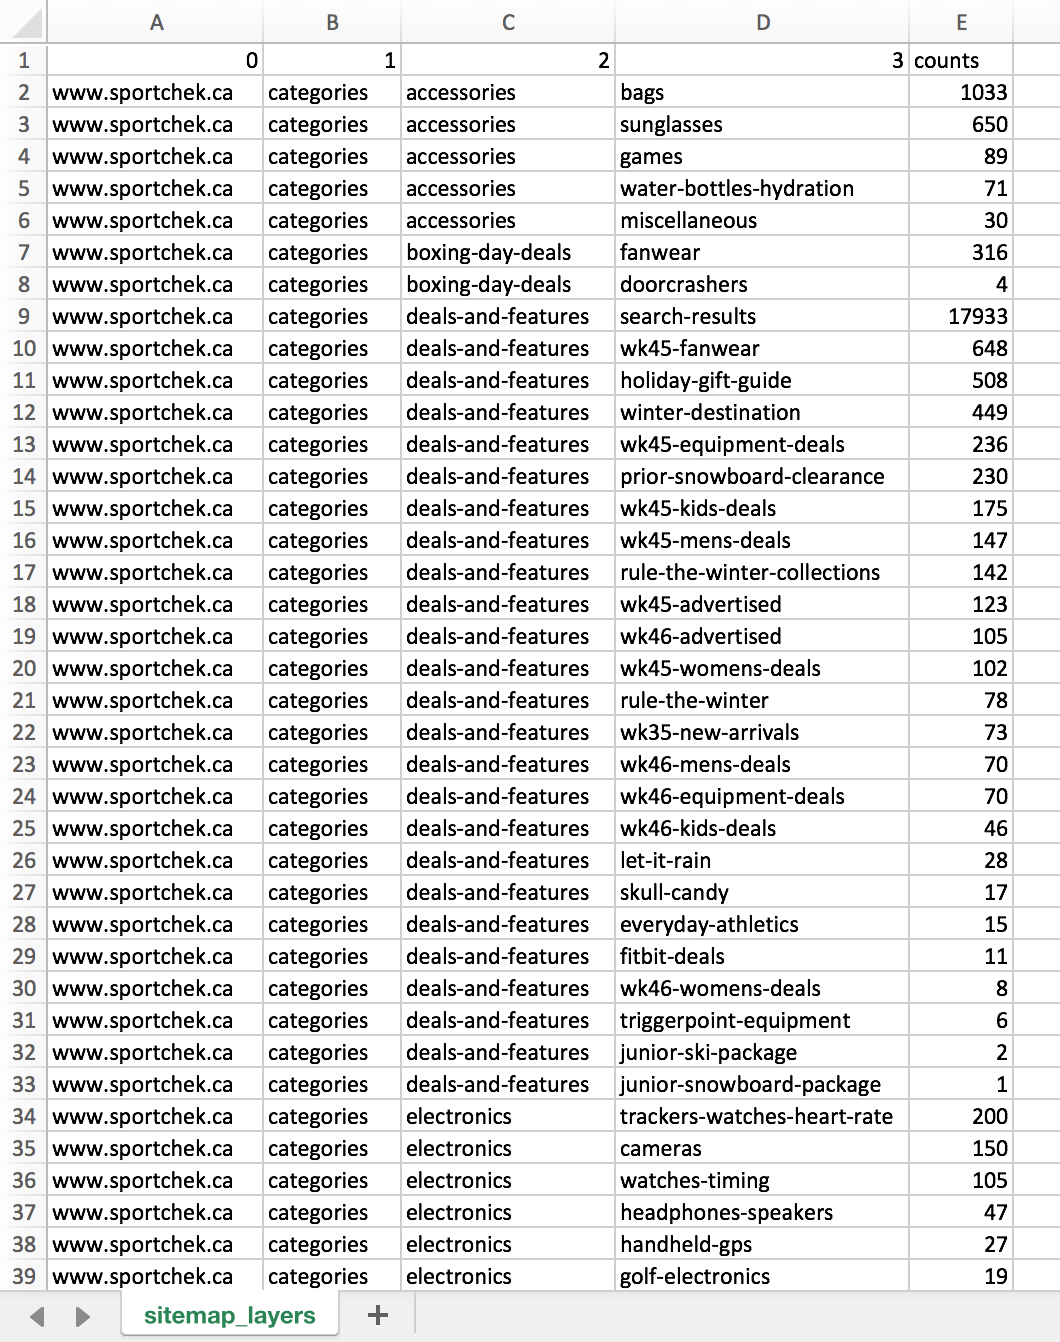 A B C D E
1 0 1 2 3 counts
2 www.sportchek.ca categories accessories bags 1033
3 www.sportchek.ca categories accessories sunglasses 650
4 www.sportchek.ca categories accessories games 89
5 www.sportchek.ca categories accessories water-bottles-hydration 71
6 www.sportchek.ca categories accessories miscellaneous 30
7 www.sportchek.ca categories boxing-day-deals fanwear 316
8 www.sportchek.ca categories boxing-day-deals doorcrashers 4
9 www.sportchek.ca categories deals-and-features search-results 17933
10 www.sportchek.ca categories deals-and-features wk45-fanwear 648
11 www.sportchek.ca categories deals-and-features holiday-gift-guide 508
12 www.sportchek.ca categories deals-and-features winter-destination 449
13 www.sportchek.ca categories deals-and-features wk45-equipment-deals 236
14 www.sportchek.ca categories deals-and-features prior-snowboard-clearance 230
15 www.sportchek.ca categories deals-and-features wk45-kids-deals 175
16 www.sportchek.ca categories deals-and-features wk45-mens-deals 147
17 www.sportchek.ca categories deals-and-features rule-the-winter-collections 142
18 www.sportchek.ca categories deals-and-features wk45-advertised 123
19 www.sportchek.ca categories deals-and-features wk46-advertised 105
20 www.sportchek.ca categories deals-and-features wk45-womens-deals 102
21 www.sportchek.ca categories deals-and-features rule-the-winter 78
22 www.sportchek.ca categories deals-and-features wk35-new-arrivals 73
23 www.sportchek.ca categories deals-and-features wk46-mens-deals 70
24 www.sportchek.ca categories deals-and-features wk46-equipment-deals 70
25 www.sportchek.ca categories deals-and-features wk46-kids-deals 46
26 www.sportchek.ca categories deals-and-features let-it-rain 28
27 www.sportchek.ca categories deals-and-features skull-candy 17
28 www.sportchek.ca categories deals-and-features everyday-athletics 15
29 www.sportchek.ca categories deals-and-features fitbit-deals 11
30 www.sportchek.ca categories deals-and-features wk46-womens-deals 8
31 www.sportchek.ca categories deals-and-features triggerpoint-equipment 6
32 www.sportchek.ca categories deals-and-features junior-ski-package 2
33 www.sportchek.ca categories deals-and-features junior-snowboard-package 1
34 www.sportchek.ca categories electronics trackers-watches-heart-rate 200
35 www.sportchek.ca categories electronics cameras 150
36 www.sportchek.ca categories electronics watches-timing 105
37 www.sportchek.ca categories electronics headphones-speakers 47
38 www.sportchek.ca categories electronics handheld-gps 27
39 www.sportchek.ca categories electronics golf-electronics 19
sitemap_layers +